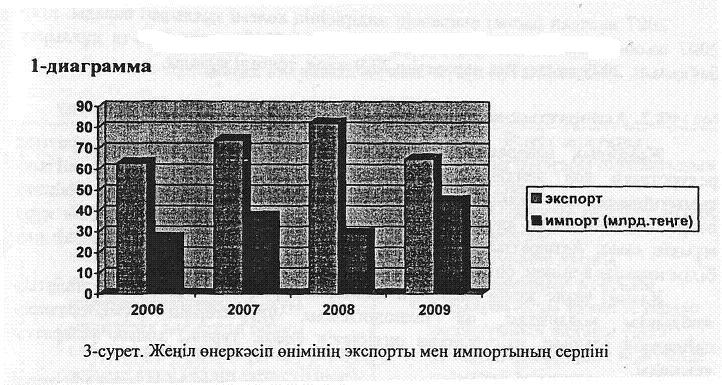 1-диаграмма
90
80
70
60
50
40
30
20
10
0
2006 2007 2008 2009
экспорт
импорт (млрд.теңге)
3-сурет. Жеңіл өнеркәсіп өнімінің экспорты мен импортының серпіні